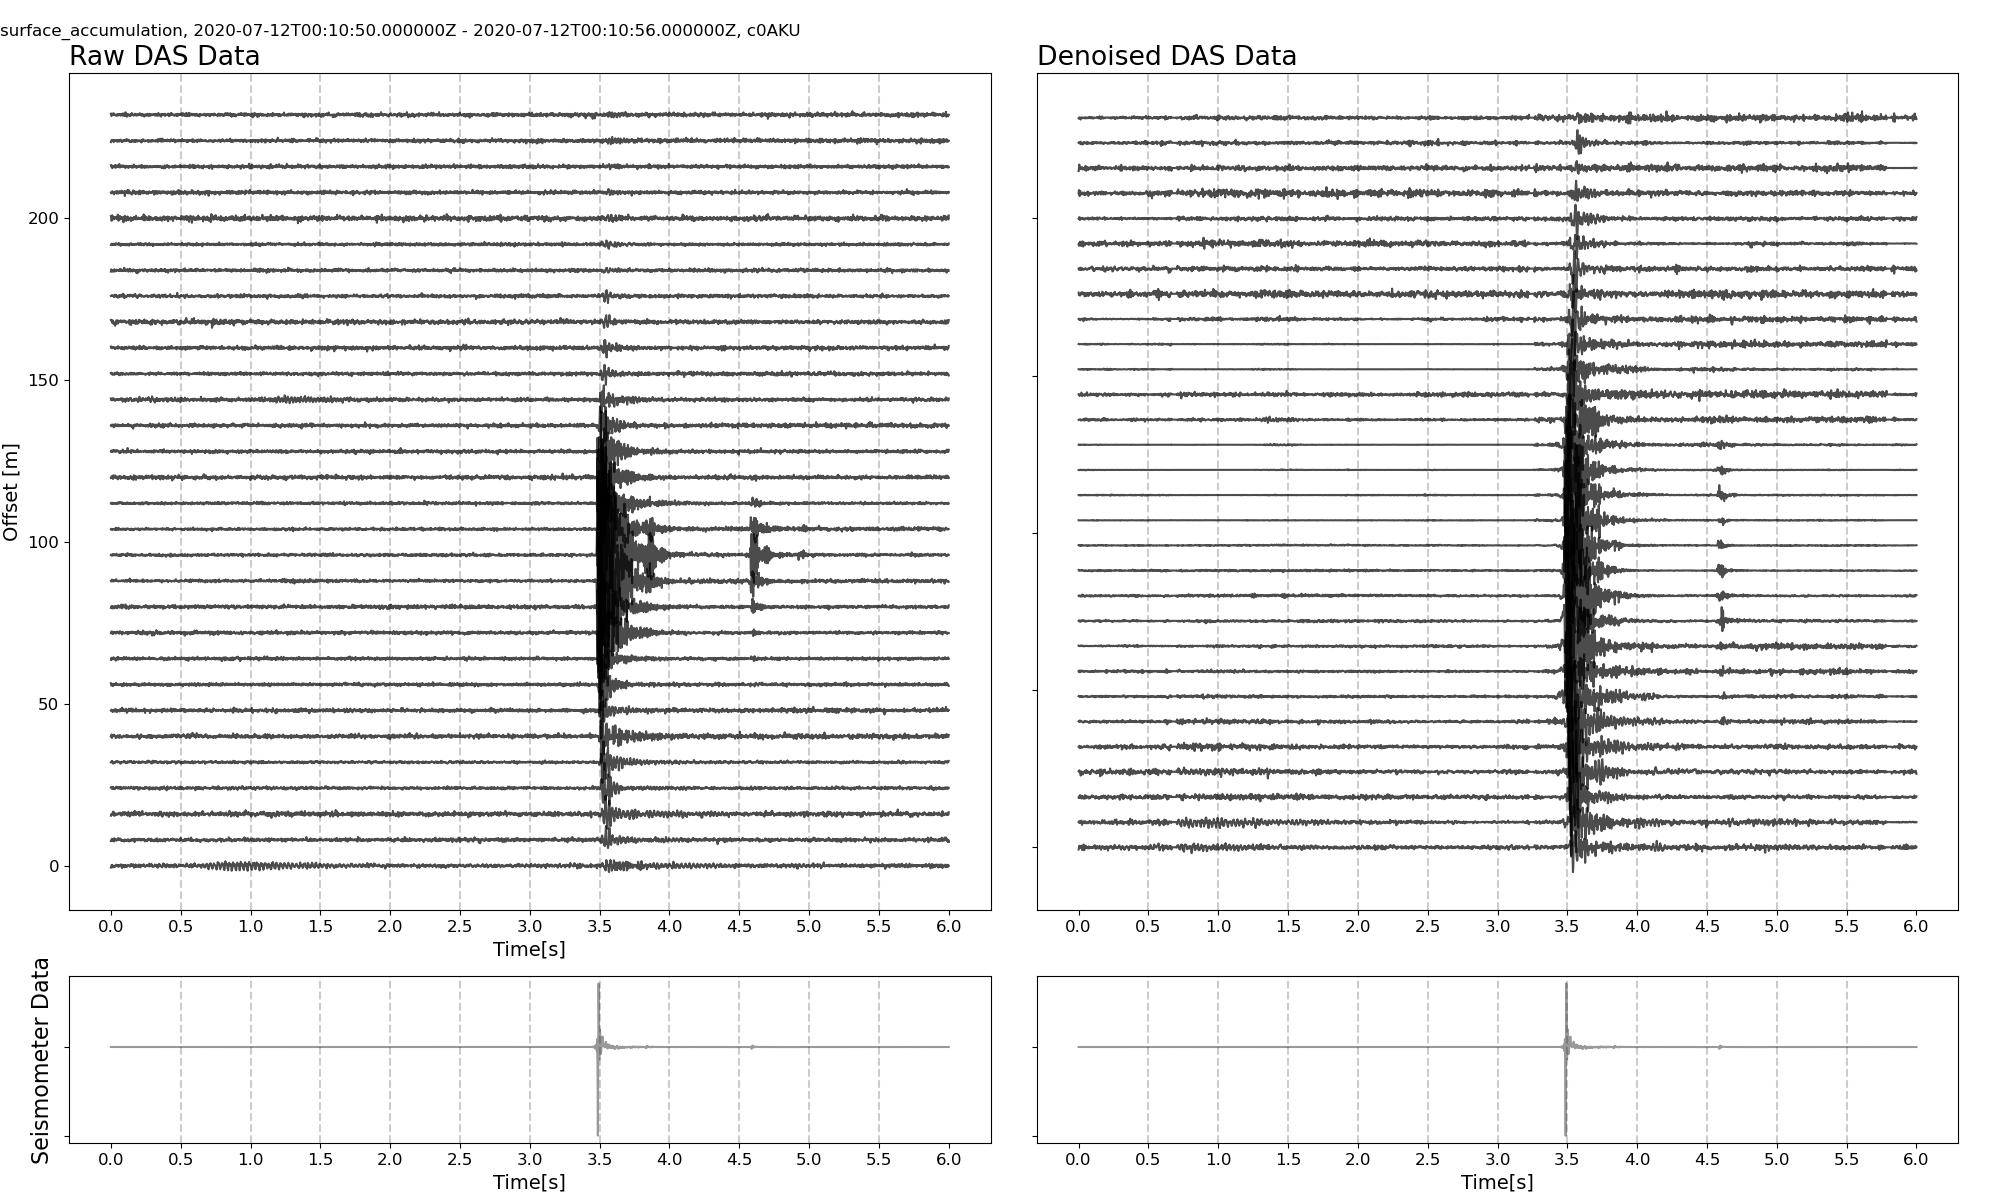 surface_accumulation, 2020-07-12T00:10:50.000000Z - 2020-07-12T00:10:56.000000Z, c0AKU
Raw DAS Data
Denoised DAS Data
Offset [m]
200
150
100
50
0
0.0 0.5 1.0 1.5 2.0 2.5 3.0 3.5 4.0 4.5 5.0 5.5 6.0
Time[s]
0.0 0.5 1.0 1.5 2.0 2.5 3.0 3.5 4.0 4.5 5.0 5.5 6.0
Seismometer Data
0.0 0.5 1.0 1.5 2.0 2.5 3.0 3.5 4.0 4.5 5.0 5.5 6.0
Time[s]
0.0 0.5 1.0 1.5 2.0 2.5 3.0 3.5 4.0 4.5 5.0 5.5 6.0
Time[s]